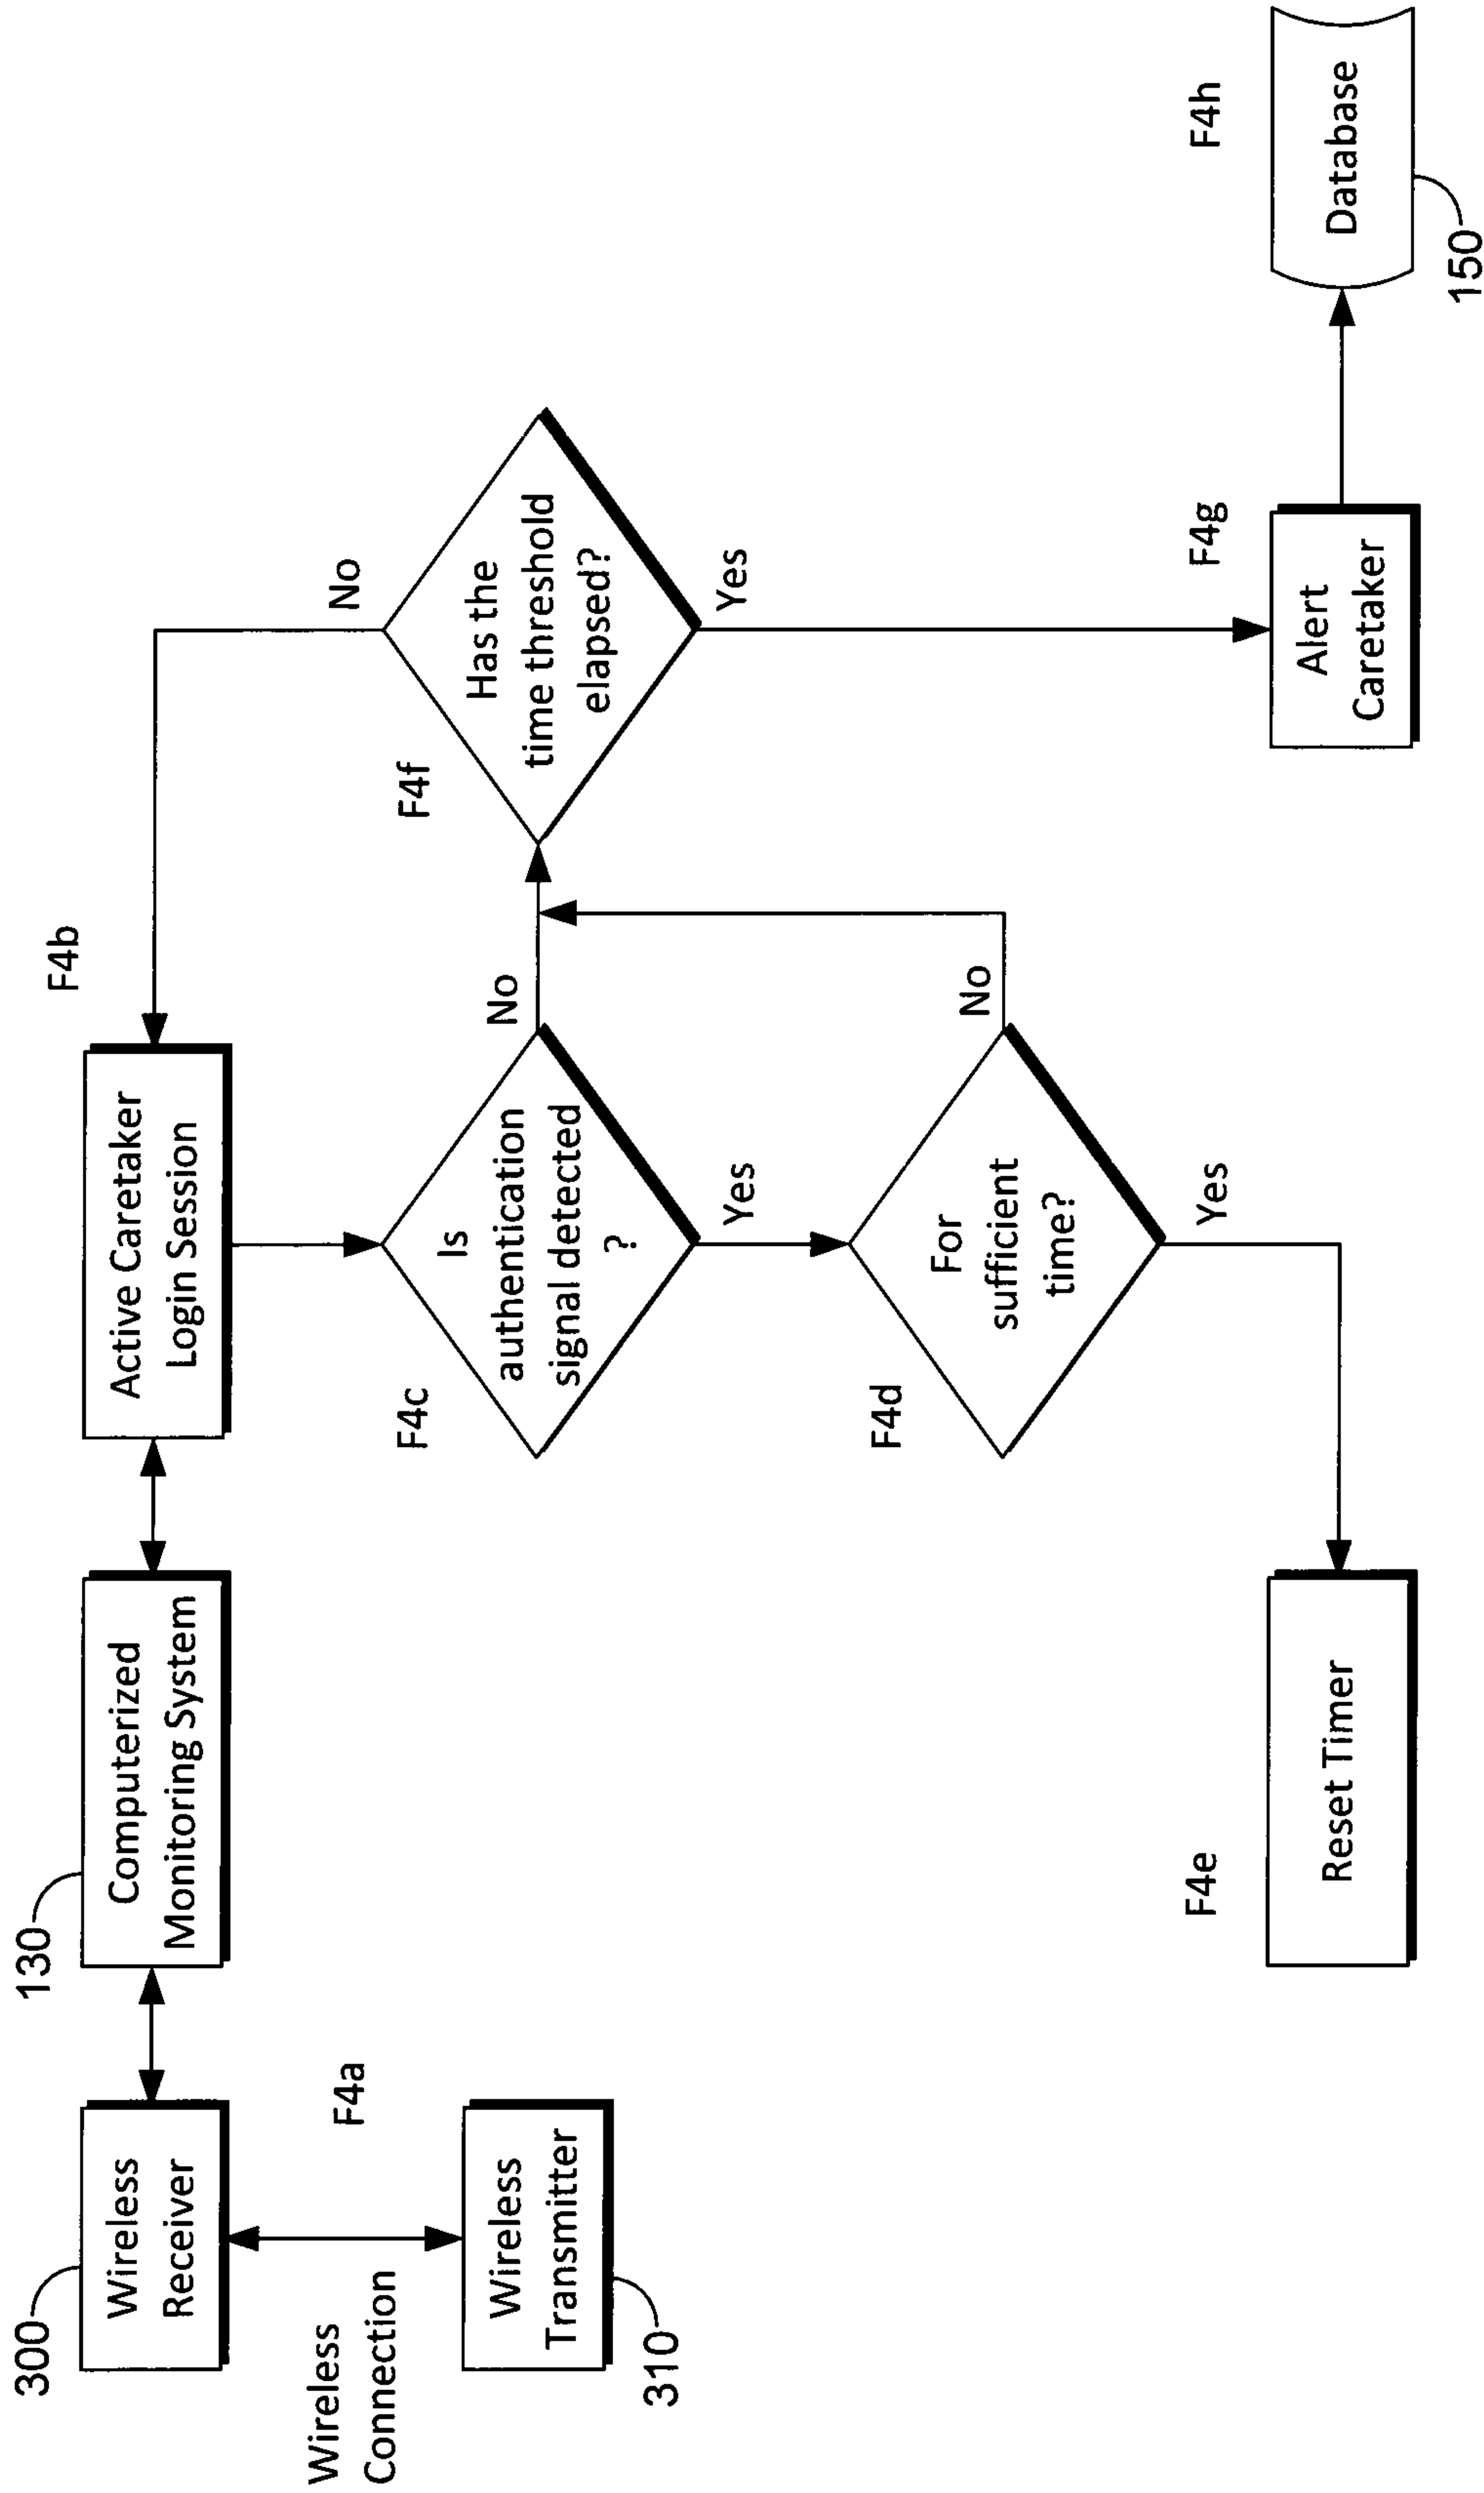 300
Wireless
Receiver
130
Computerized
Monitoring System
F4b
Active Caretaker
Login Session
Wireless
Connection
F4a
Wireless
Transmitter
310
F4c
Is
authentication
signal detected
?
No
Yes
F4f
Has the
time threshold
elapsed?
No
Yes
F4d
For
sufficient
time?
No
Yes
F4e
Reset Timer
F4g
Alert
Caretaker
F4h
Database
150